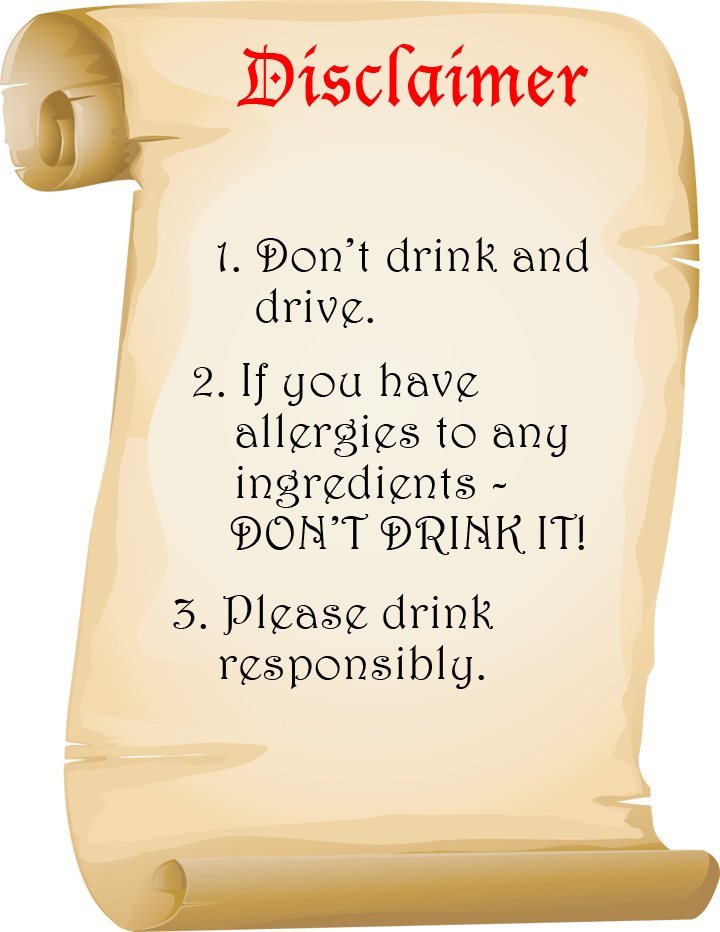 Disclaimer
1. Don't drink and
drive.
2. If you have
allergies to any
ingredients -
DON'T DRINK IT!
3. Please drink
responsibly.